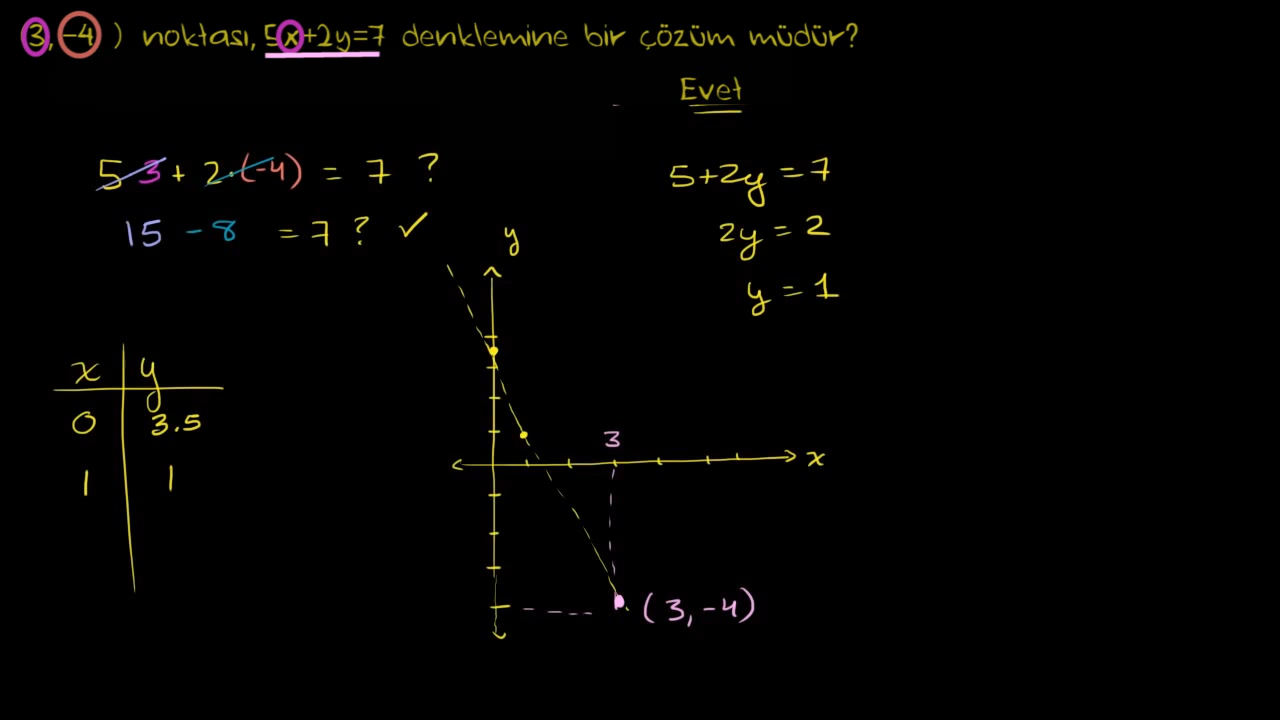 3, -4 ) noktası, 5x+2y=7 denklemine bir çözüm müdür?
Evet
5 3 + 2·(-4) = 7 ?
15 - 8 = 7 ? ✓
5+2y = 7
2y = 2
y = 1
x y
0 3.5
1 1
y
3
x
(3, -4)